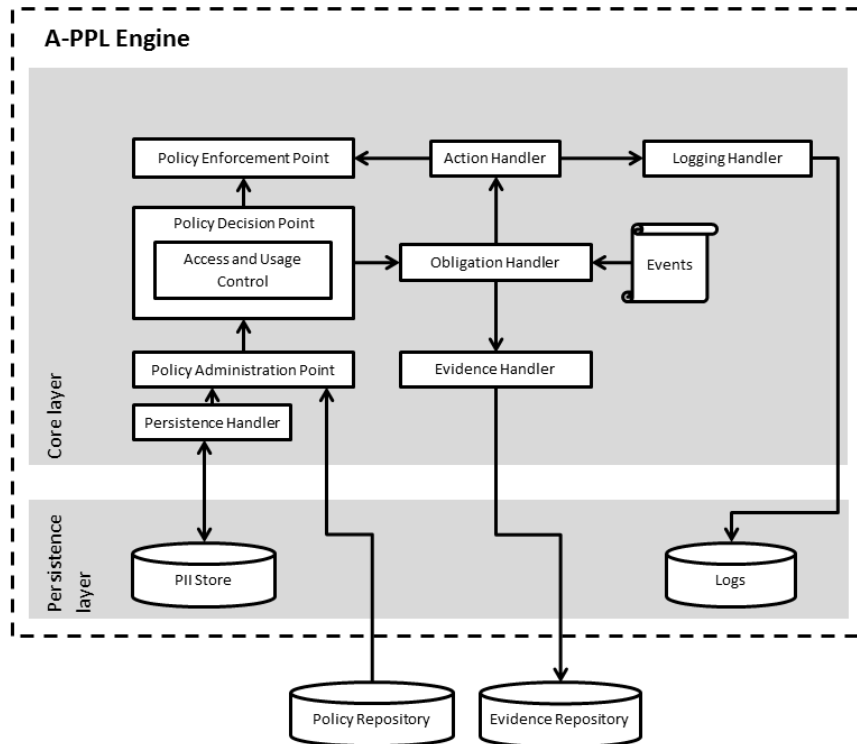 A-PPL Engine
Policy Enforcement Point
Action Handler
Logging Handler
Policy Decision Point
Access and Usage
Control
Obligation Handler
Events
Policy Administration Point
Evidence Handler
Persistence Handler
Core layer
Persistence
layer
PII Store
Logs
Policy Repository
Evidence Repository